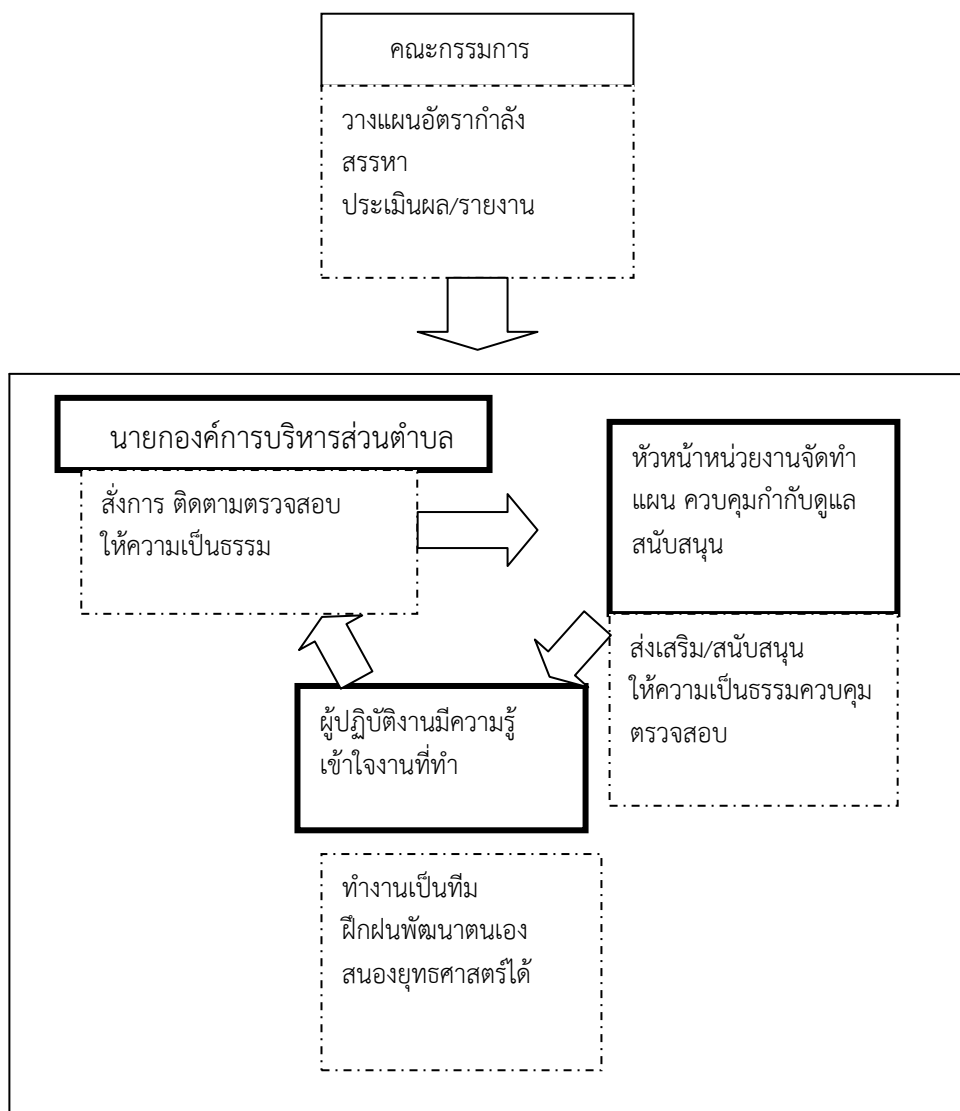 คณะกรรมการ
วางแผนอัตรากำลัง
สรรหา
ประเมินผล/รายงาน
นายกองค์การบริหารส่วนตำบล
สั่งการ ติดตามตรวจสอบ
ให้ความเป็นธรรม
หัวหน้าหน่วยงานจัดทำ
แผน ควบคุมกำกับดูแล
สนับสนุน
ส่งเสริม/สนับสนุน
ให้ความเป็นธรรมควบคุม
ตรวจสอบ
ผู้ปฏิบัติงานมีความรู้
เข้าใจงานที่ทำ
ทำงานเป็นทีม
ฝึกฝนพัฒนาตนเอง
สนองยุทธศาสตร์ได้